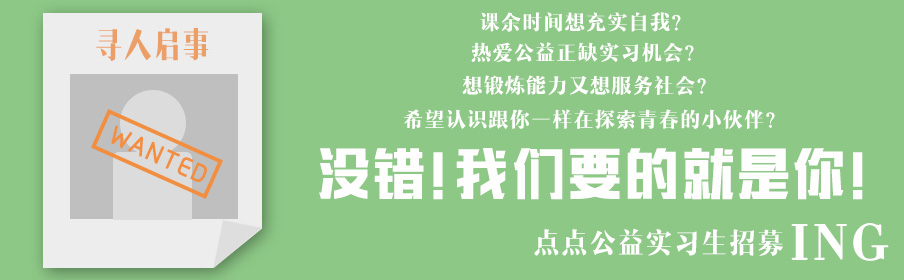 寻人启事
WANTED
课余时间想充实自我?
热爱公益正缺实习机会?
想锻炼能力又想服务社会?
希望认识跟你一样在探索青春的小伙伴?
没错!我们要的就是你!
点点公益实习生招募ING